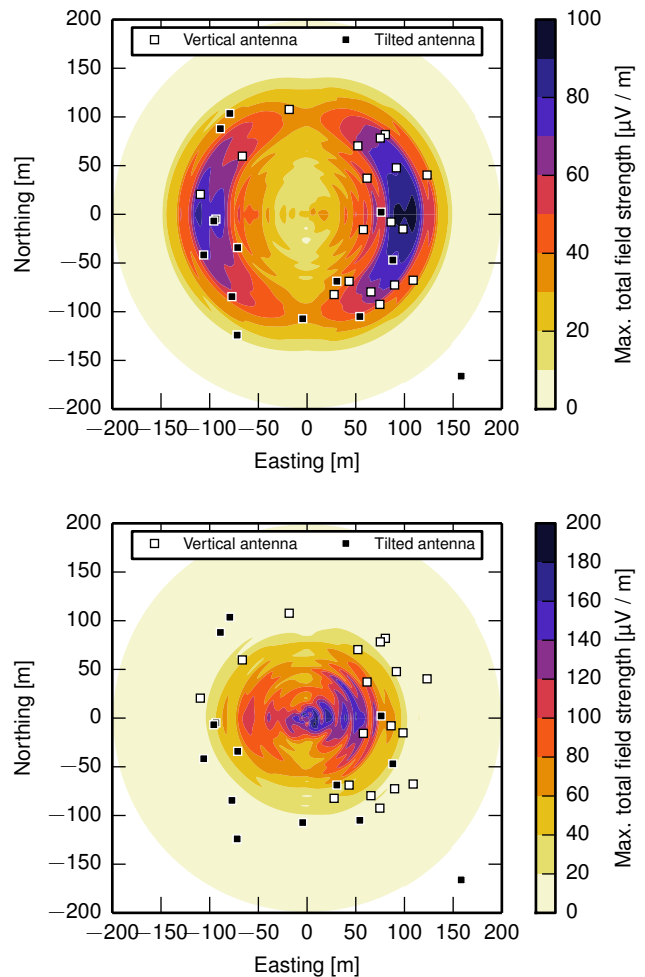 200
150
100
50
0
−50
−100
−150
−200
Northing [m]
Vertical antenna
Tilted antenna
−200−150−100−50 0 50 100 150 200
Easting [m]
100
80
60
40
20
0
Max. total field strength [µV / m]
200
150
100
50
0
−50
−100
−150
−200
Northing [m]
Vertical antenna
Tilted antenna
−200−150−100−50 0 50 100 150 200
Easting [m]
200
180
160
140
120
100
80
60
40
20
0
Max. total field strength [µV / m]